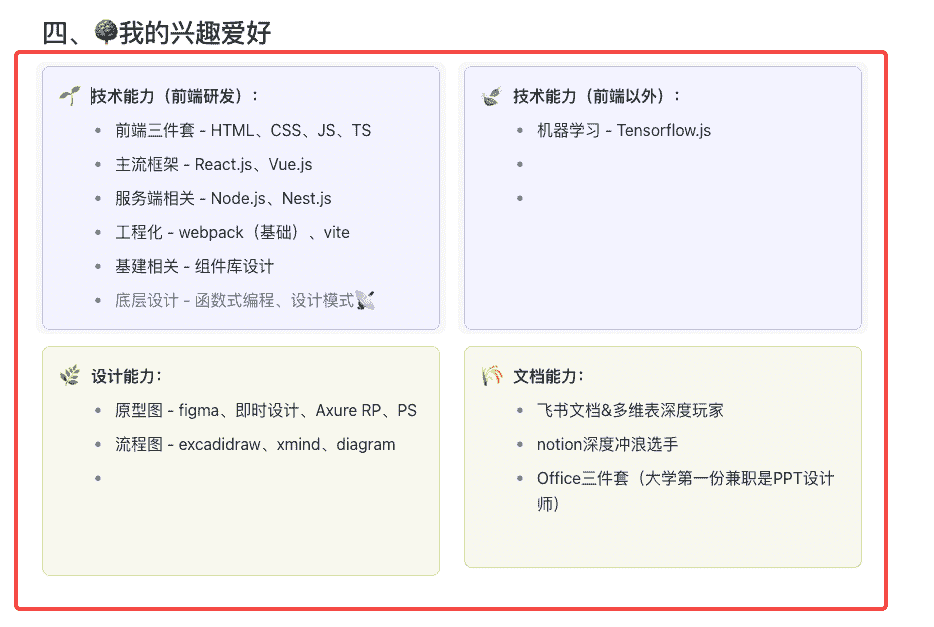 四、我的兴趣爱好
技术能力（前端研发）：
前端三件套 - HTML、CSS、JS、TS
主流框架 - React.js、Vue.js
服务端相关 - Node.js、Nest.js
工程化 - webpack（基础）、vite
基建相关 - 组件库设计
底层设计 - 函数式编程、设计模式
技术能力（前端以外）：
机器学习 - Tensorflow.js
设计能力：
原型图 - figma、即时设计、Axure RP、PS
流程图 - excadidraw、xmind、diagram
文档能力：
飞书文档&多维表深度玩家
notion深度冲浪选手
Office三件套（大学第一份兼职是PPT设计
师）